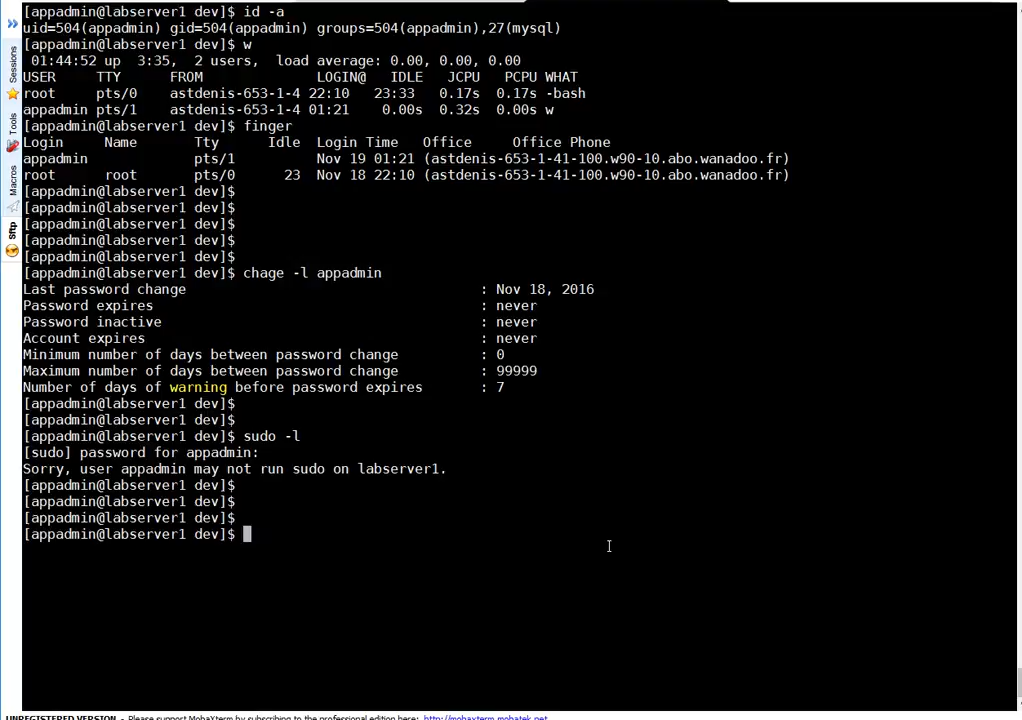 [appadmin@labserver1 dev]$ id -a
uid=504(appadmin) gid=504(appadmin) groups=504(appadmin),27(mysql)
[appadmin@labserver1 dev]$ w
 01:44:52 up  3:35,  2 users,  load average: 0.00, 0.00, 0.00
USER     TTY      FROM              LOGIN@   IDLE   JCPU   PCPU WHAT
root     pts/0    astdenis-653-1-4 22:10   23:33  0.17s  0.17s -bash
appadmin pts/1    astdenis-653-1-4 01:21    0.00s  0.32s  0.00s w
[appadmin@labserver1 dev]$ finger
Login     Name       Tty      Idle  Login Time   Office     Office Phone
appadmin             pts/1          Nov 19 01:21 (astdenis-653-1-41-100.w90-10.abo.wanadoo.fr)
root      root       pts/0      23  Nov 18 22:10 (astdenis-653-1-41-100.w90-10.abo.wanadoo.fr)
[appadmin@labserver1 dev]$
[appadmin@labserver1 dev]$
[appadmin@labserver1 dev]$
[appadmin@labserver1 dev]$
[appadmin@labserver1 dev]$
[appadmin@labserver1 dev]$ chage -l appadmin
Last password change                                    : Nov 18, 2016
Password expires                                        : never
Password inactive                                       : never
Account expires                                         : never
Minimum number of days between password change          : 0
Maximum number of days between password change          : 99999
Number of days of warning before password expires       : 7
[appadmin@labserver1 dev]$
[appadmin@labserver1 dev]$
[appadmin@labserver1 dev]$ sudo -l
[sudo] password for appadmin:
Sorry, user appadmin may not run sudo on labserver1.
[appadmin@labserver1 dev]$
[appadmin@labserver1 dev]$
[appadmin@labserver1 dev]$
[appadmin@labserver1 dev]$
Sessions
Tools
Macros
Sftp
UNREGISTERED VERSION - Please support MobaXterm by subscribing to the professional edition here: http://mobaxterm.mobatek.net